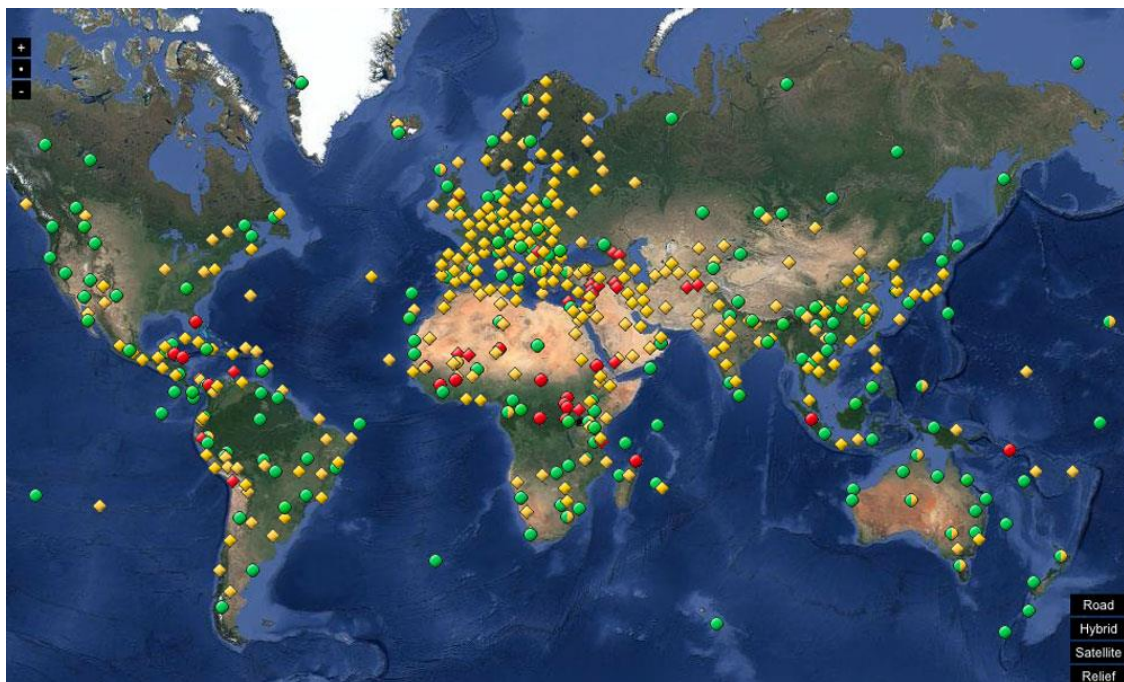 +
▪
-
Road
Hybrid
Satellite
Relief